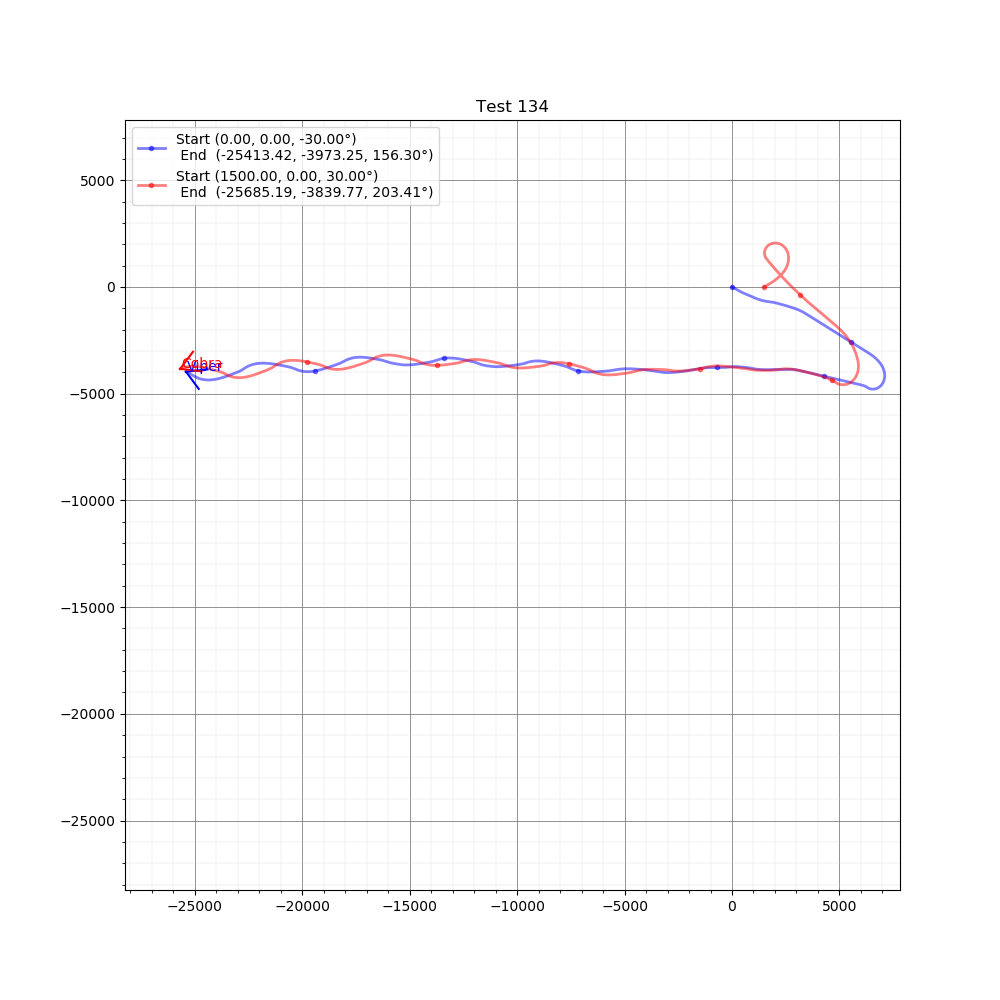 Test 134
Start (0.00, 0.00, -30.00°)
End (-25413.42, -3973.25, 156.30°)
Start (1500.00, 0.00, 30.00°)
End (-25685.19, -3839.77, 203.41°)
5000
0
−5000
−10000
−15000
−20000
−25000
−25000 −20000 −15000 −10000 −5000 0 5000